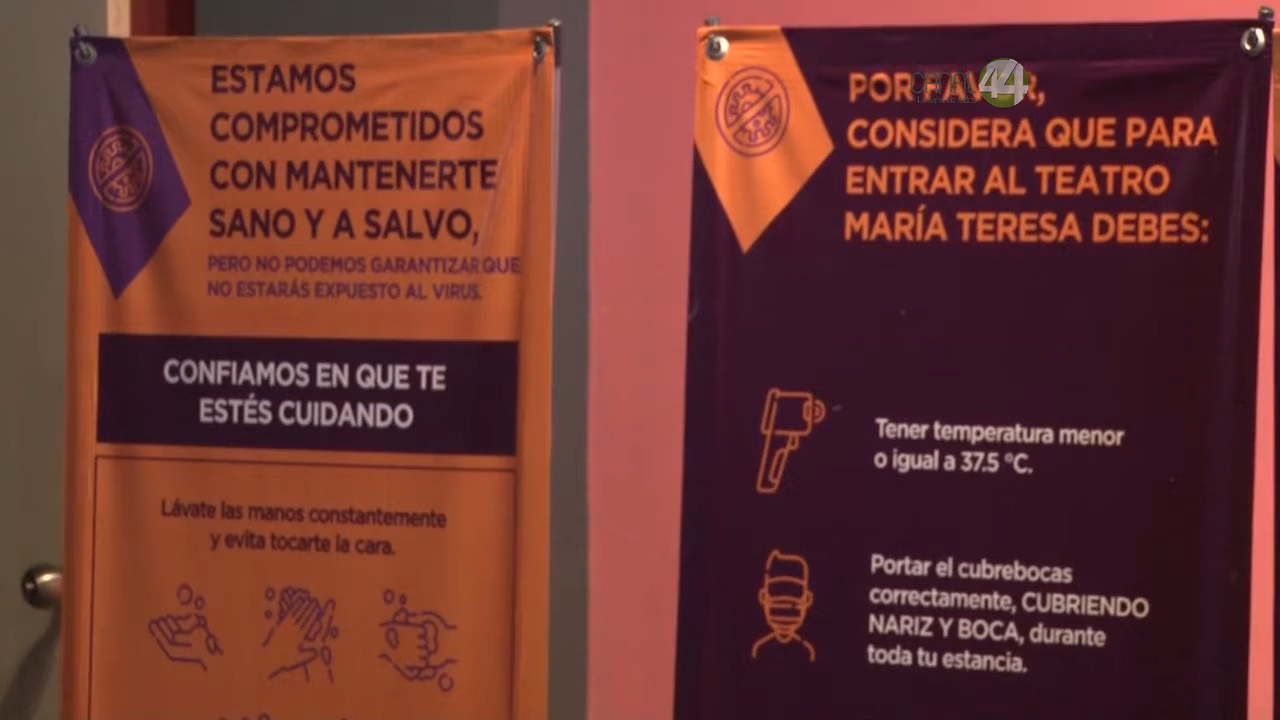 ESTAMOS
COMPROMETIDOS
CON MANTENERTE
SANO Y A SALVO,
PERO NO PODEMOS GARANTIZAR QUE
NO ESTARÁS EXPUESTO AL VIRUS.
CONFIAMOS EN QUE TE
ESTÉS CUIDANDO
Lávate las manos constantemente
y evita tocarte la cara.
44
POR
CONSIDERA QUE PARA
ENTRAR AL TEATRO
MARÍA TERESA DEBES:
Tener temperatura menor
o igual a 37.5 °C.
Portar el cubrebocas
correctamente, CUBRIENDO
NARIZ Y BOCA, durante
toda tu estancia.